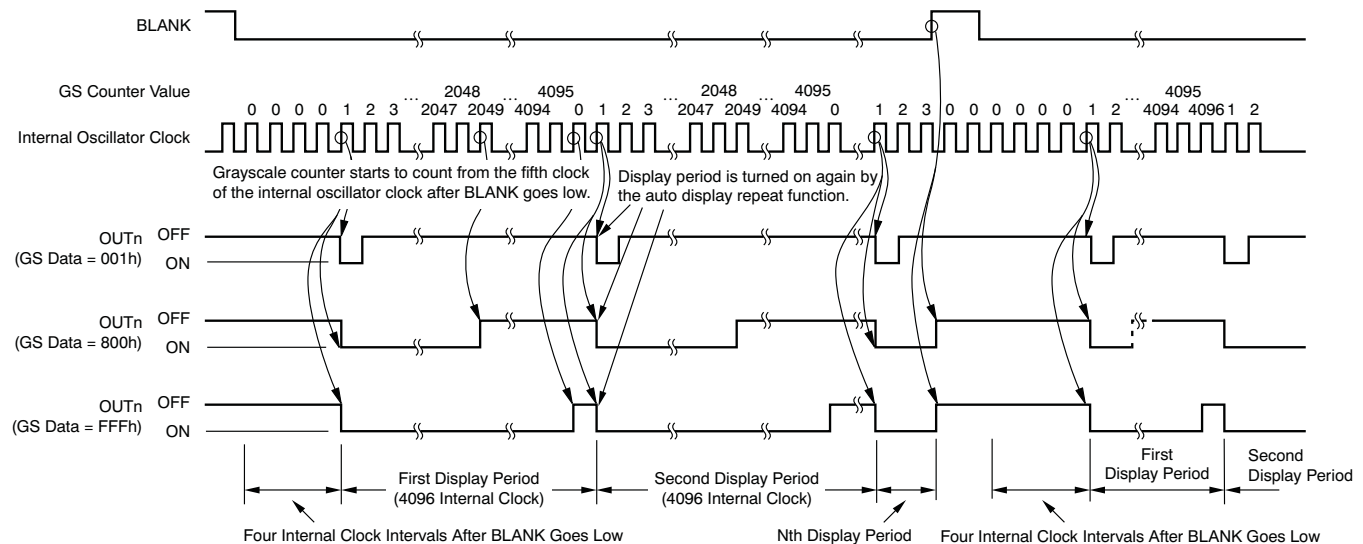 BLANK
GS Counter Value
2048 4095 2048 4095 4095
0 0 0 0 1 2 3 ... 2047 2049 ... 4094 0 1 2 3 ... 2047 2049 ... 4094 0 1 2 3 0 0 0 0 0 0 1 2 ... 4094 4096 1 2
Internal Oscillator Clock
Grayscale counter starts to count from the fifth clock
of the internal oscillator clock after BLANK goes low.
Display period is turned on again by
the auto display repeat function.
OUTn OFF
(GS Data = 001h) ON
OUTn OFF
(GS Data = 800h) ON
OUTn OFF
(GS Data = FFFh) ON
First Display Period
(4096 Internal Clock)
Second Display Period
(4096 Internal Clock)
First
Display Period
Second
Display Period
Four Internal Clock Intervals After BLANK Goes Low
Nth Display Period
Four Internal Clock Intervals After BLANK Goes Low